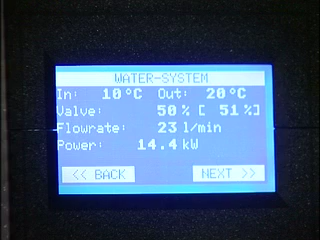 WATER-SYSTEM
In: 10°C Out: 20°C
Valve: 50% [ 51%]
Flowrate: 23 l/min
Power: 14.4 kW
<< BACK NEXT >>